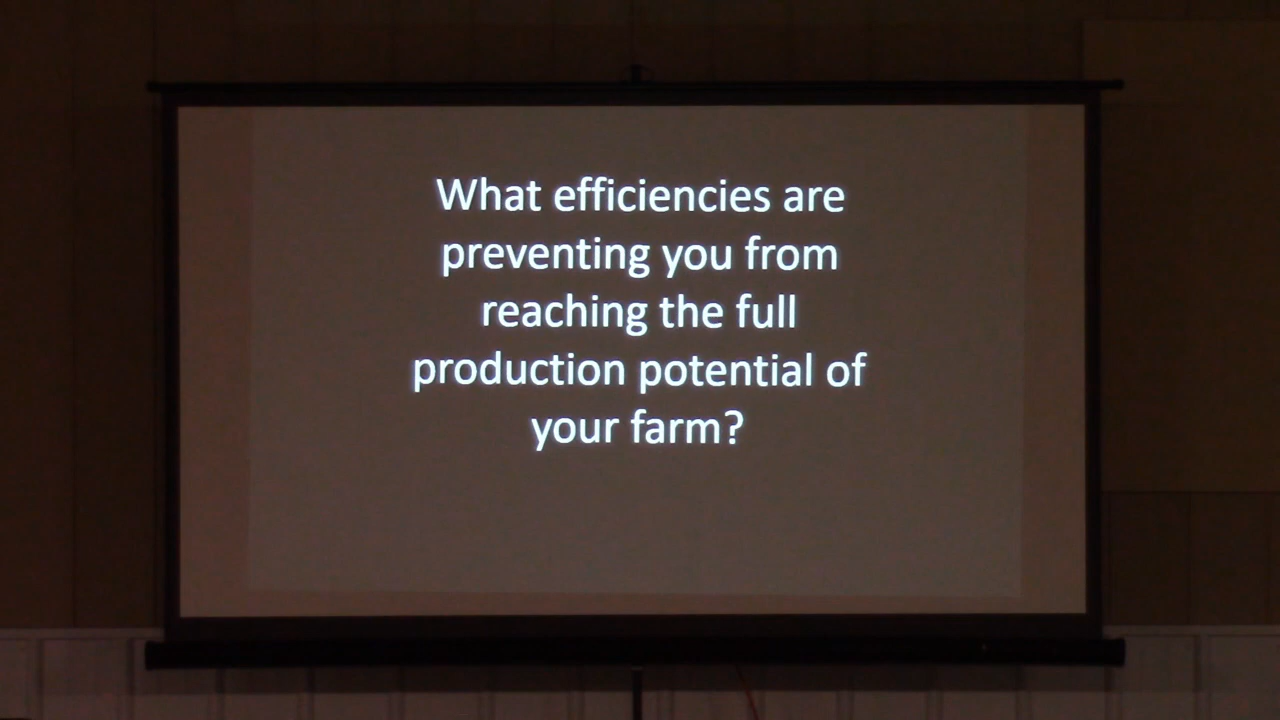 What efficiencies are
preventing you from
reaching the full
production potential of
your farm?